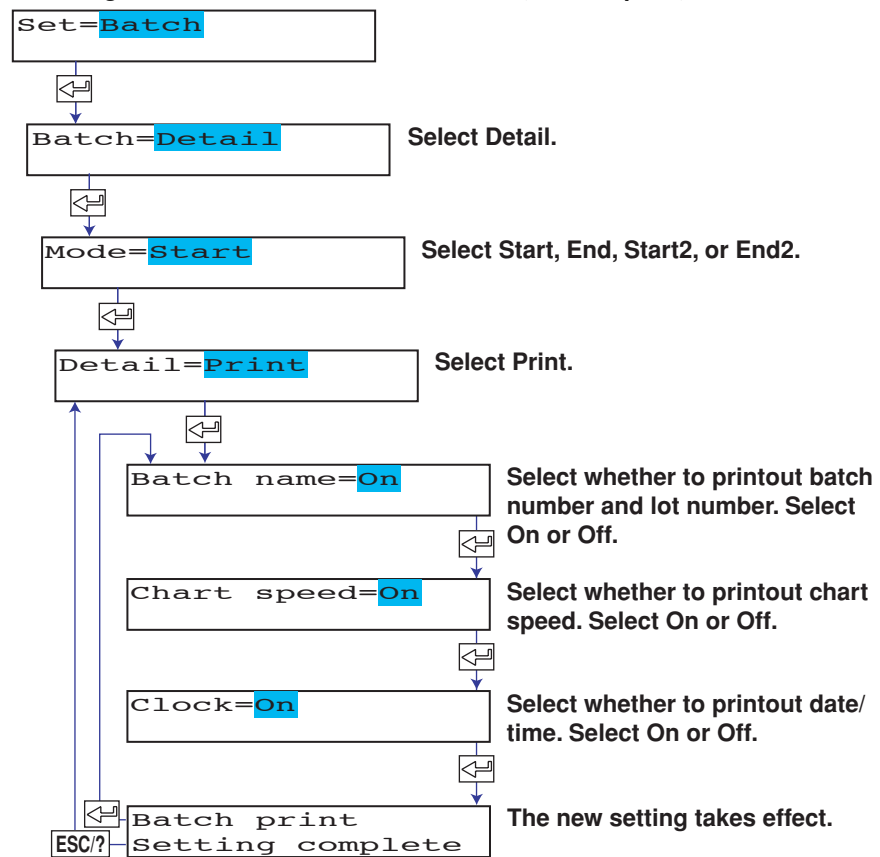 Set=Batch
Batch=Detail
Select Detail.
Mode=Start
Select Start, End, Start2, or End2.
Detail=Print
Select Print.
Batch name=On
Select whether to printout batch
number and lot number. Select
On or Off.
Chart speed=On
Select whether to printout chart
speed. Select On or Off.
Clock=On
Select whether to printout date/
time. Select On or Off.
Batch print
Setting complete
The new setting takes effect.
ESC/?